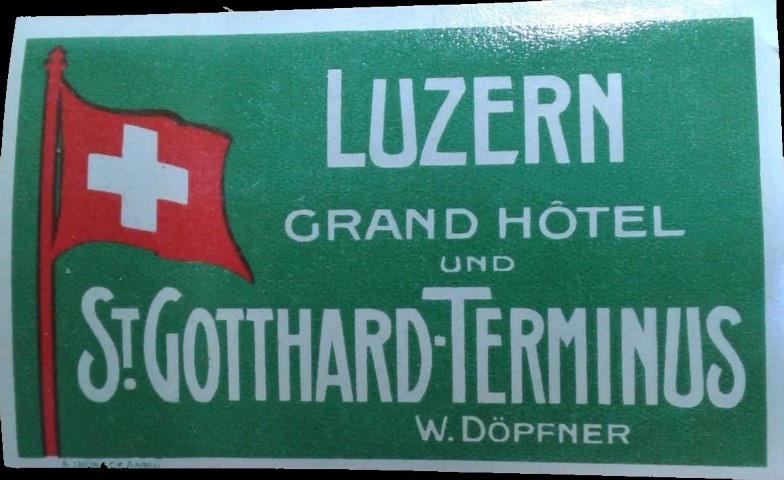 LUZERN
GRAND HÔTEL
UND
ST. GOTTHARD-TERMINUS
W. DÖPFNER